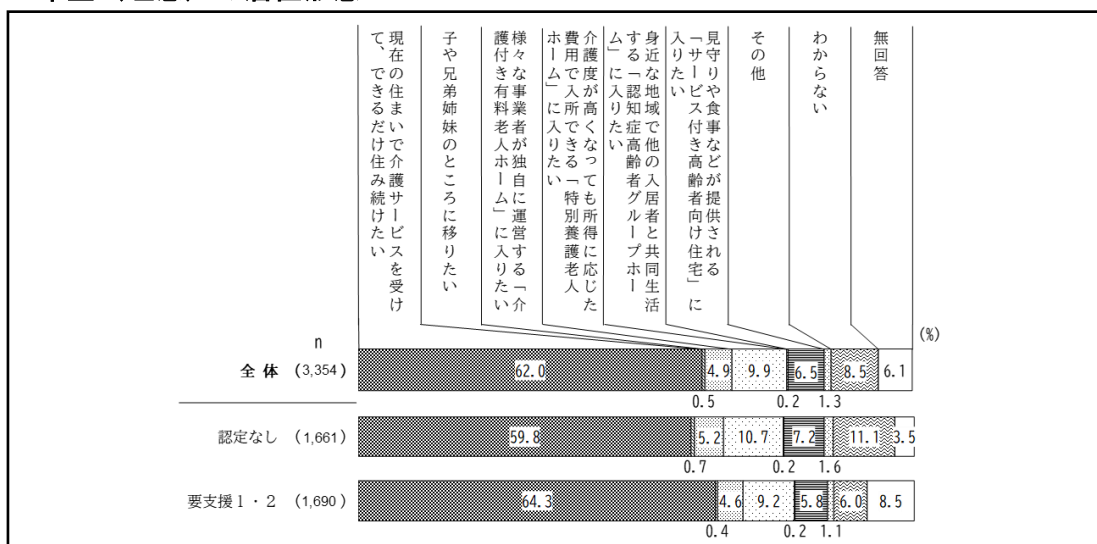 現在の住まいで介護サービスを受け
て、できるだけ住み続けたい
子や兄弟姉妹のところに移りたい
様々な事業者が独自に運営する「介
護付き有料老人ホーム」に入りたい
介護度が高くなっても所得に応じた
費用で入所できる「特別養護老人
ホーム」に入りたい
身近な地域で他の入居者と共同生活
する「認知症高齢者グループホー
ム」に入りたい
見守りや食事などが提供される
「サービス付き高齢者向け住宅」に
入りたい
その他
わからない
無回答
(%)
n
全体 (3,354) 62.0 4.9 9.9 6.5 8.5 6.1
0.5 0.2 1.3
認定なし (1,661) 59.8 5.2 10.7 7.2 11.1 3.5
0.7 0.2 1.6
要支援1・2 (1,690) 64.3 4.6 9.2 5.8 6.0 8.5
0.4 0.2 1.1